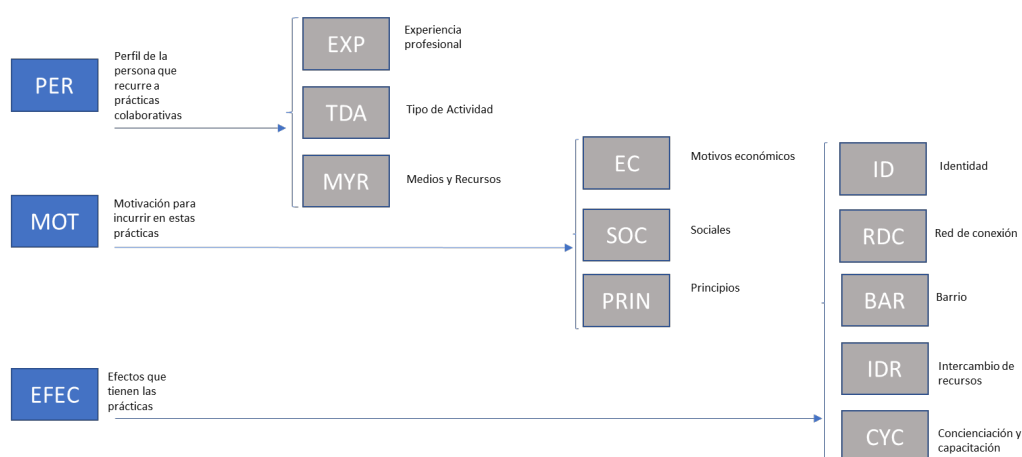 PER
Perfil de la
persona que
recurre a
prácticas
colaborativas
EXP
Experiencia
profesional
TDA
Tipo de Actividad
MYR
Medios y Recursos
MOT
Motivación para
incurrir en estas
prácticas
EC
Motivos económicos
SOC
Sociales
PRIN
Principios
EFEC
Efectos que
tienen las
prácticas
ID
Identidad
RDC
Red de conexión
BAR
Barrio
IDR
Intercambio de
recursos
CYC
Concienciación y
capacitación